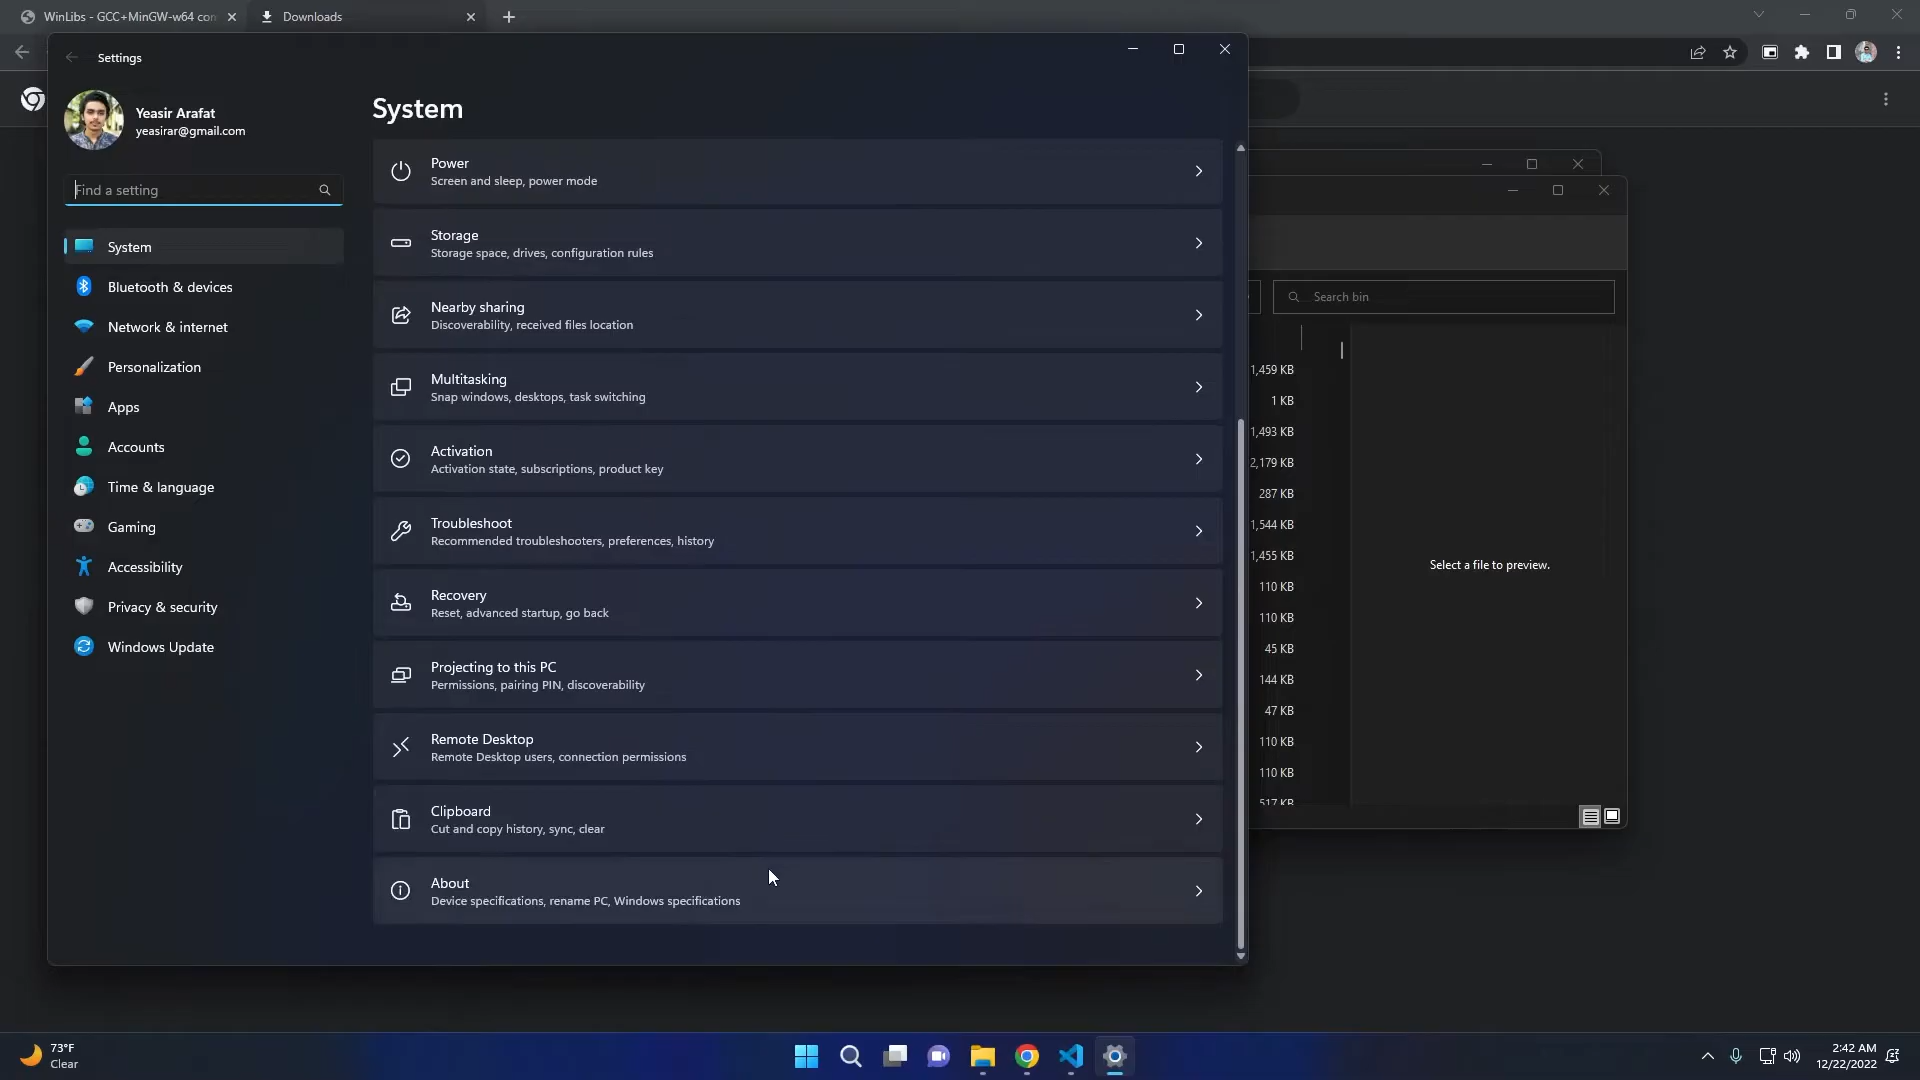 WinLibs - GCC+MinGW-w64 con
Downloads
Settings
Yeasir Arafat
yeasirar@gmail.com
Find a setting
System
Bluetooth & devices
Network & internet
Personalization
Apps
Accounts
Time & language
Gaming
Accessibility
Privacy & security
Windows Update
System
Power
Screen and sleep, power mode
Storage
Storage space, drives, configuration rules
Nearby sharing
Discoverability, received files location
Multitasking
Snap windows, desktops, task switching
Activation
Activation state, subscriptions, product key
Troubleshoot
Recommended troubleshooters, preferences, history
Recovery
Reset, advanced startup, go back
Projecting to this PC
Permissions, pairing PIN, discoverability
Remote Desktop
Remote Desktop users, connection permissions
Clipboard
Cut and copy history, sync, clear
About
Device specifications, rename PC, Windows specifications
Search bin
1,459 KB
1 KB
1,493 KB
2,179 KB
287 KB
1,544 KB
1,455 KB
110 KB
110 KB
45 KB
144 KB
47 KB
110 KB
110 KB
517 KB
Select a file to preview.
73°F
Clear
2:42 AM
12/22/2022